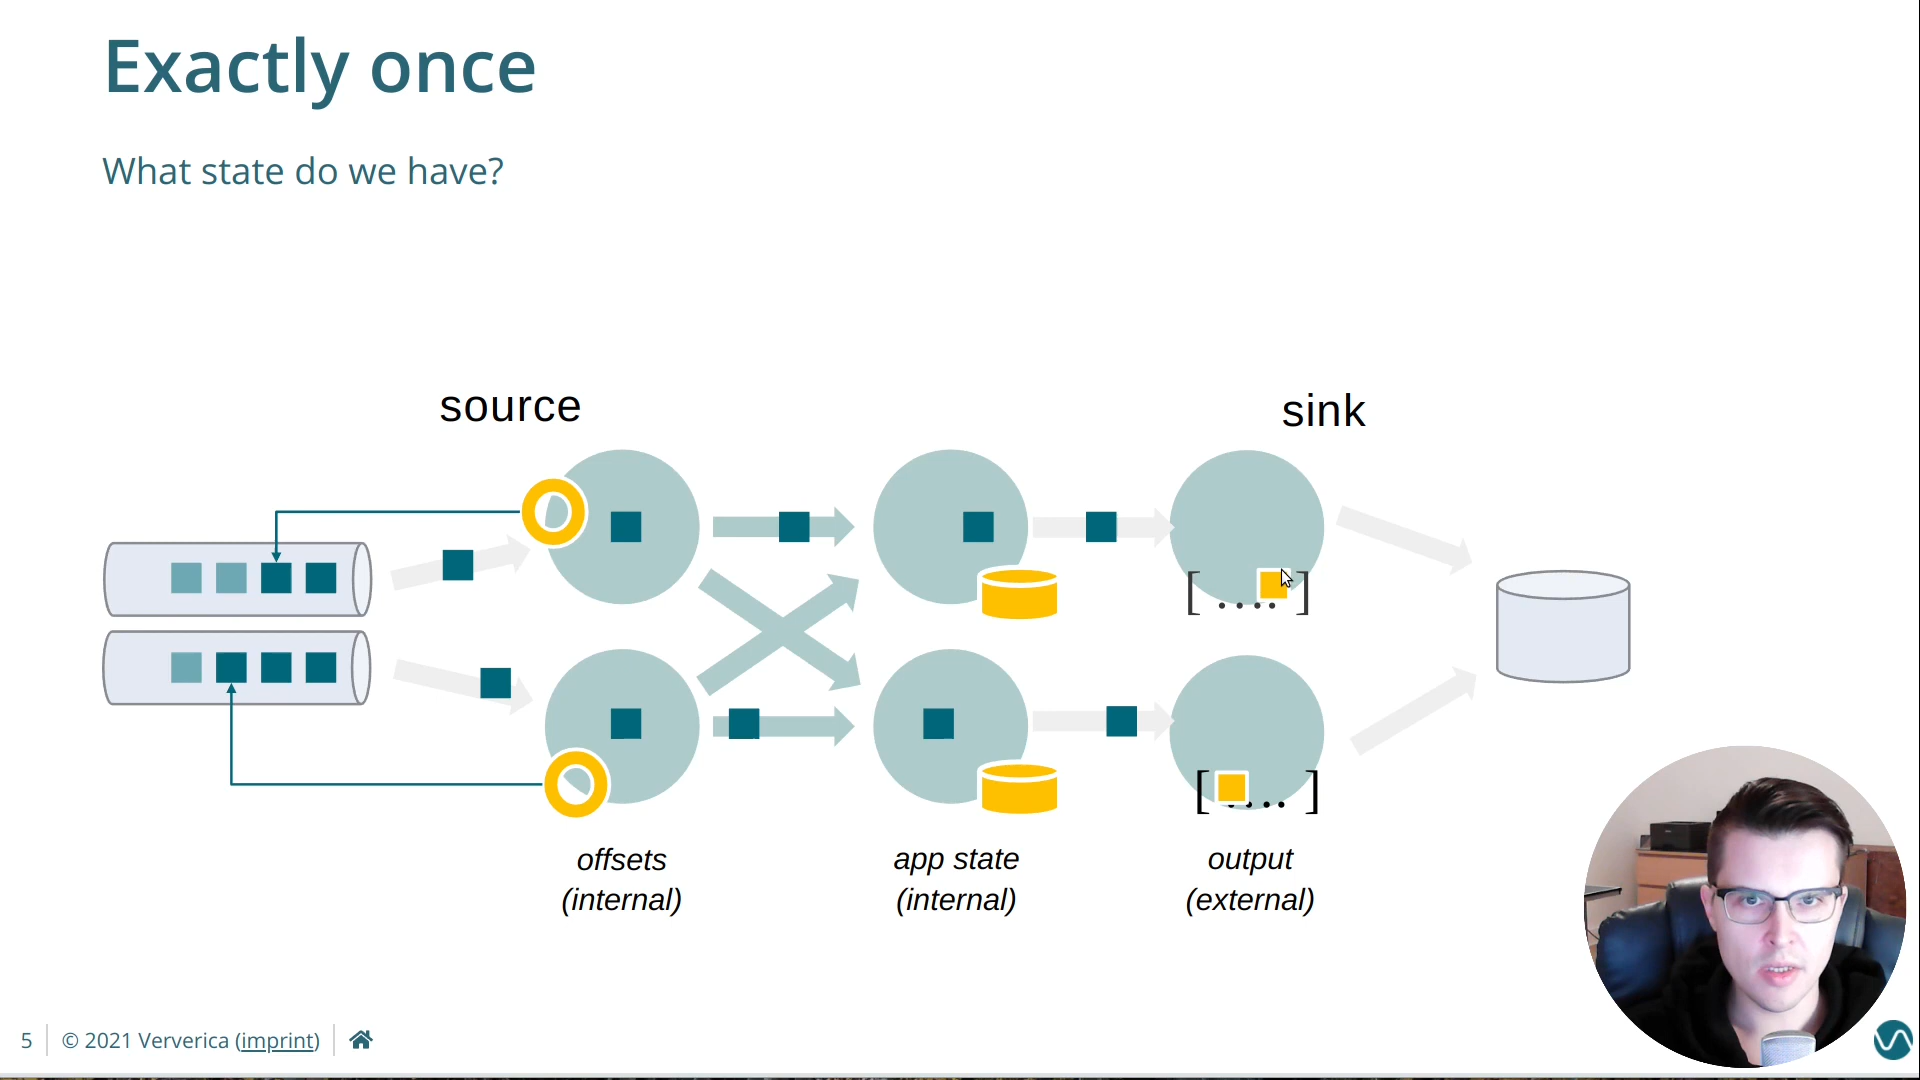 Exactly once
What state do we have?
source
sink
[ .... ]
[ .... ]
offsets
(internal)
app state
(internal)
output
(external)
5
© 2021 Ververica (imprint)